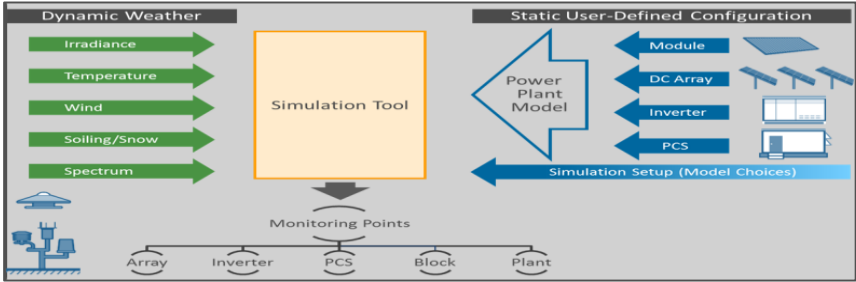 Dynamic Weather
Static User-Defined Configuration
Irradiance
Temperature
Wind
Soiling/Snow
Spectrum
Simulation Tool
Power
Plant
Model
Module
DC Array
Inverter
PCS
Simulation Setup (Model Choices)
Monitoring Points
Array
Inverter
PCS
Block
Plant